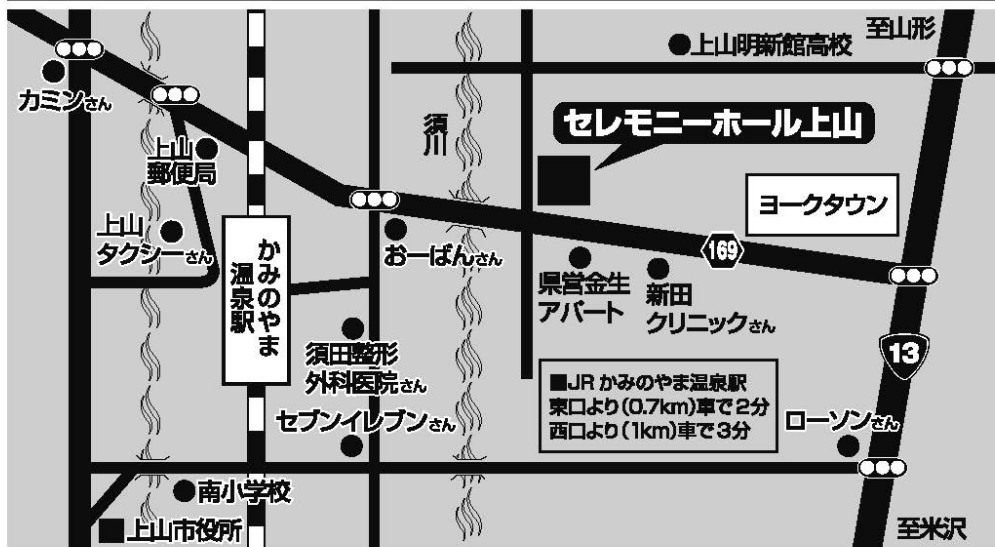 至山形
上山明新館高校
カミンさん
須川
セレモニーホール上山
上山
郵便局
ヨークタウン
上山
タクシーさん
おーばんさん
169
かみのやま
温泉駅
県営金生
アパート
新田
クリニックさん
13
須田整形
外科医院さん
■JRかみのやま温泉駅
東口より(0.7km)車で2分
西口より(1km)車で3分
セブンイレブンさん
ローソンさん
南小学校
上山市役所
至米沢